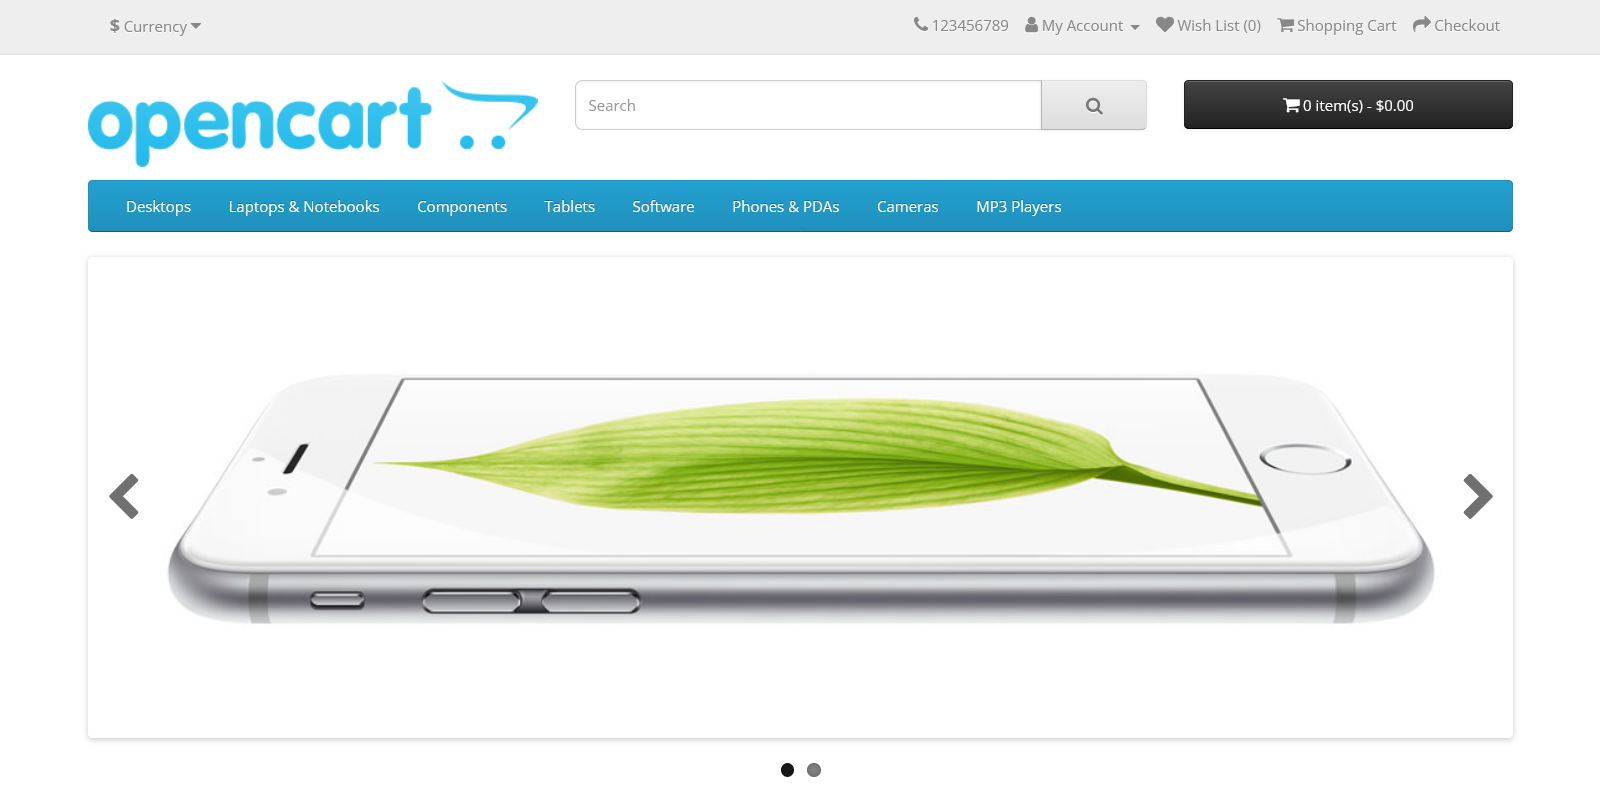 $ Currency 123456789 My Account Wish List (0) Shopping Cart Checkout
opencart Search 0 item(s) - $0.00
Desktops Laptops & Notebooks Components Tablets Software Phones & PDAs Cameras MP3 Players